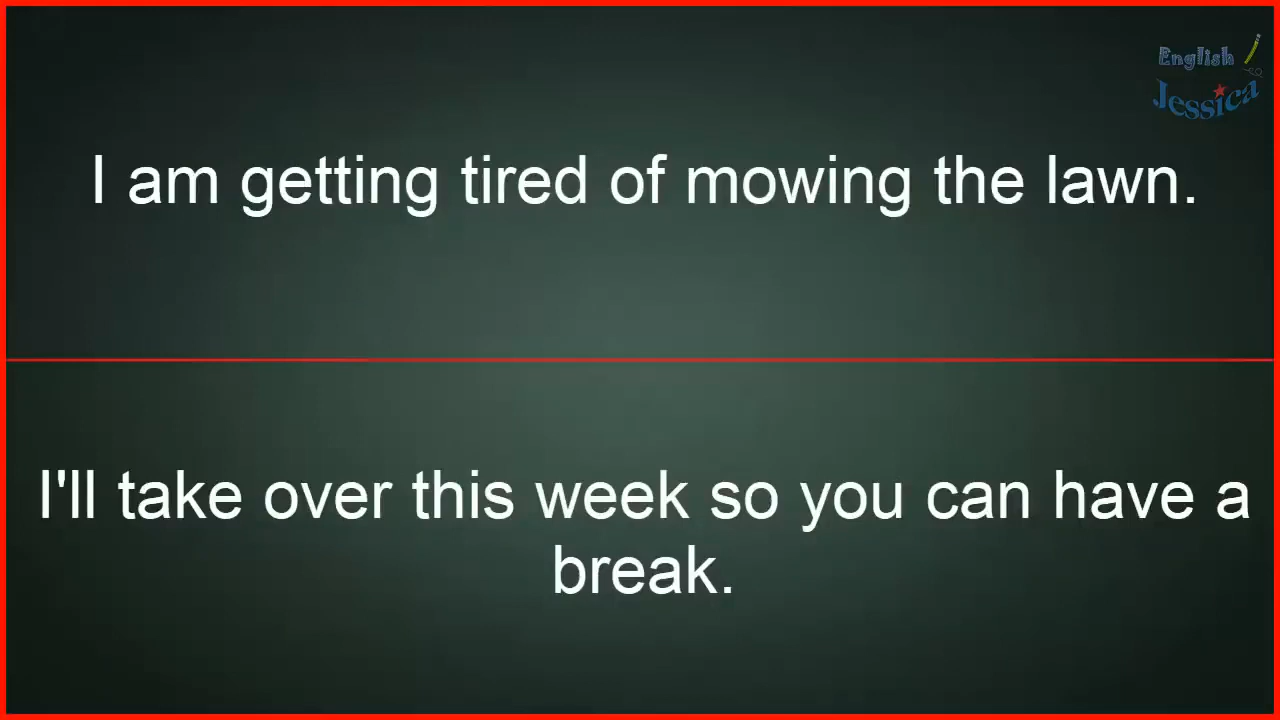 English
Jessica
I am getting tired of mowing the lawn.
I'll take over this week so you can have a
break.